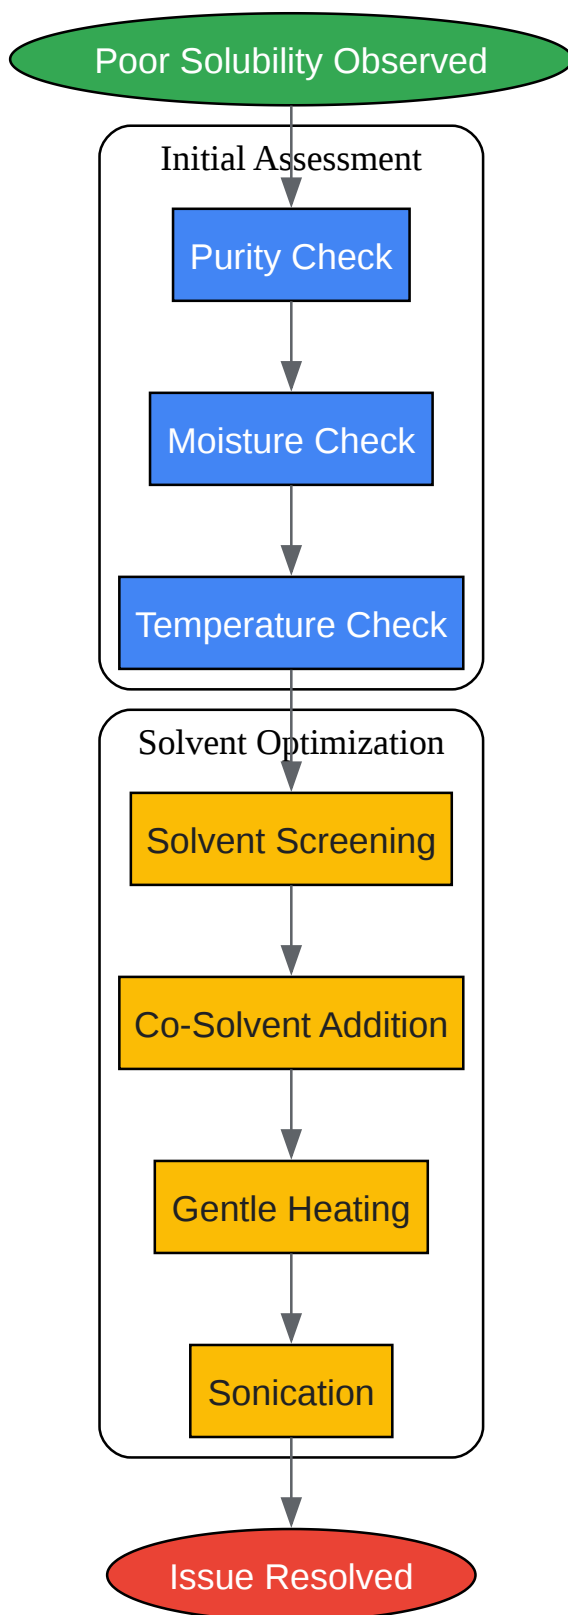 Poor Solubility Observed
Initial Assessment
Purity Check
Moisture Check
Temperature Check
Solvent Optimization
Solvent Screening
Co-Solvent Addition
Gentle Heating
Sonication
Issue Resolved